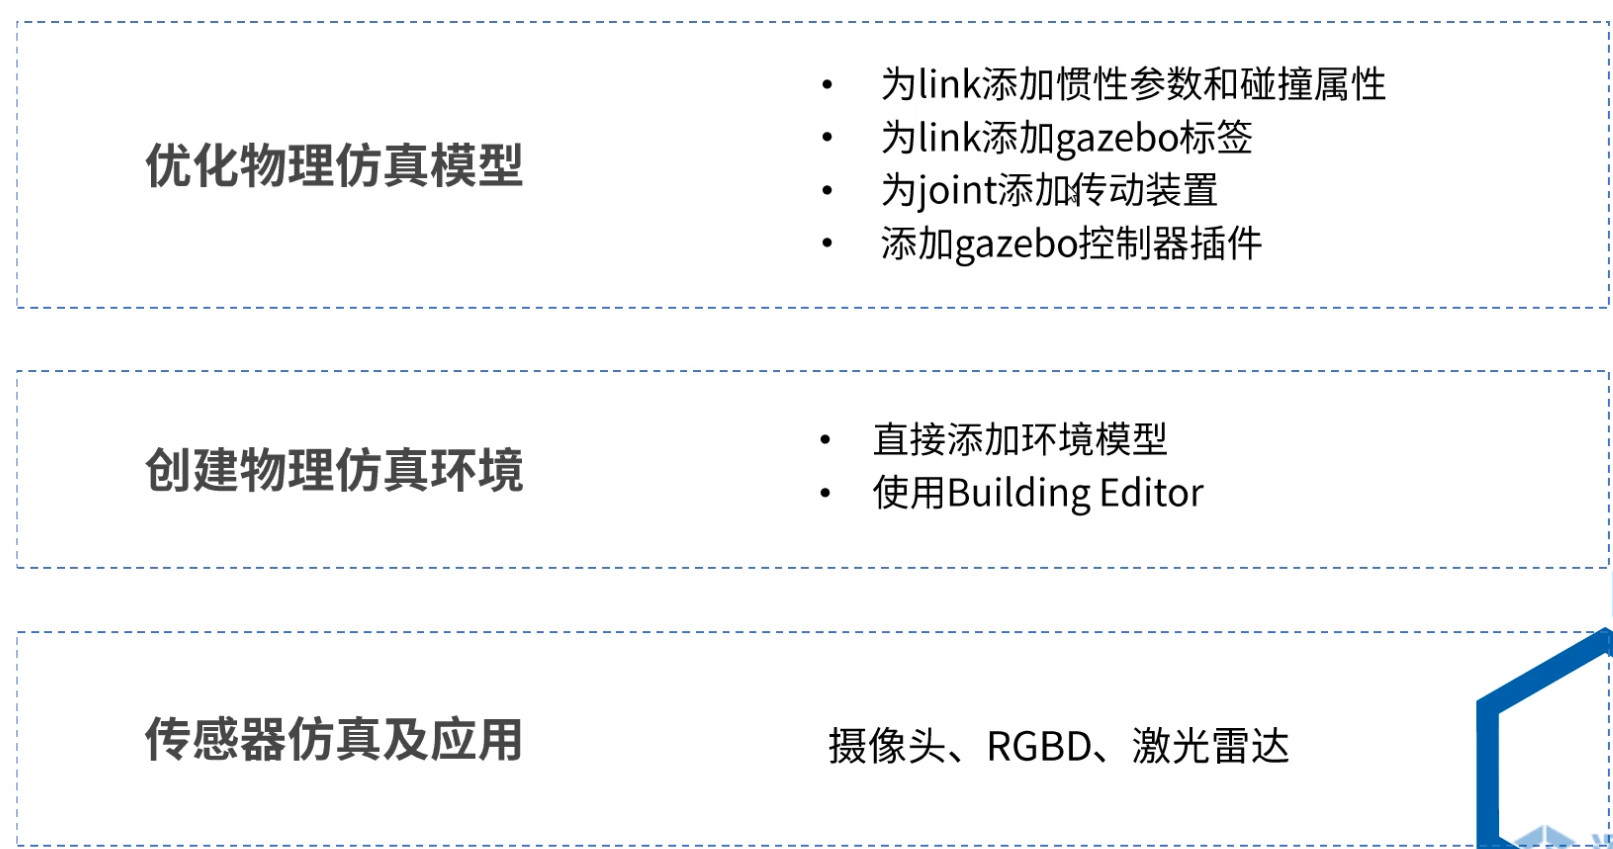 优化物理仿真模型
• 为link添加惯性参数和碰撞属性
• 为link添加gazebo标签
• 为joint添加传动装置
• 添加gazebo控制器插件
创建物理仿真环境
• 直接添加环境模型
• 使用Building Editor
传感器仿真及应用
摄像头、RGBD、激光雷达